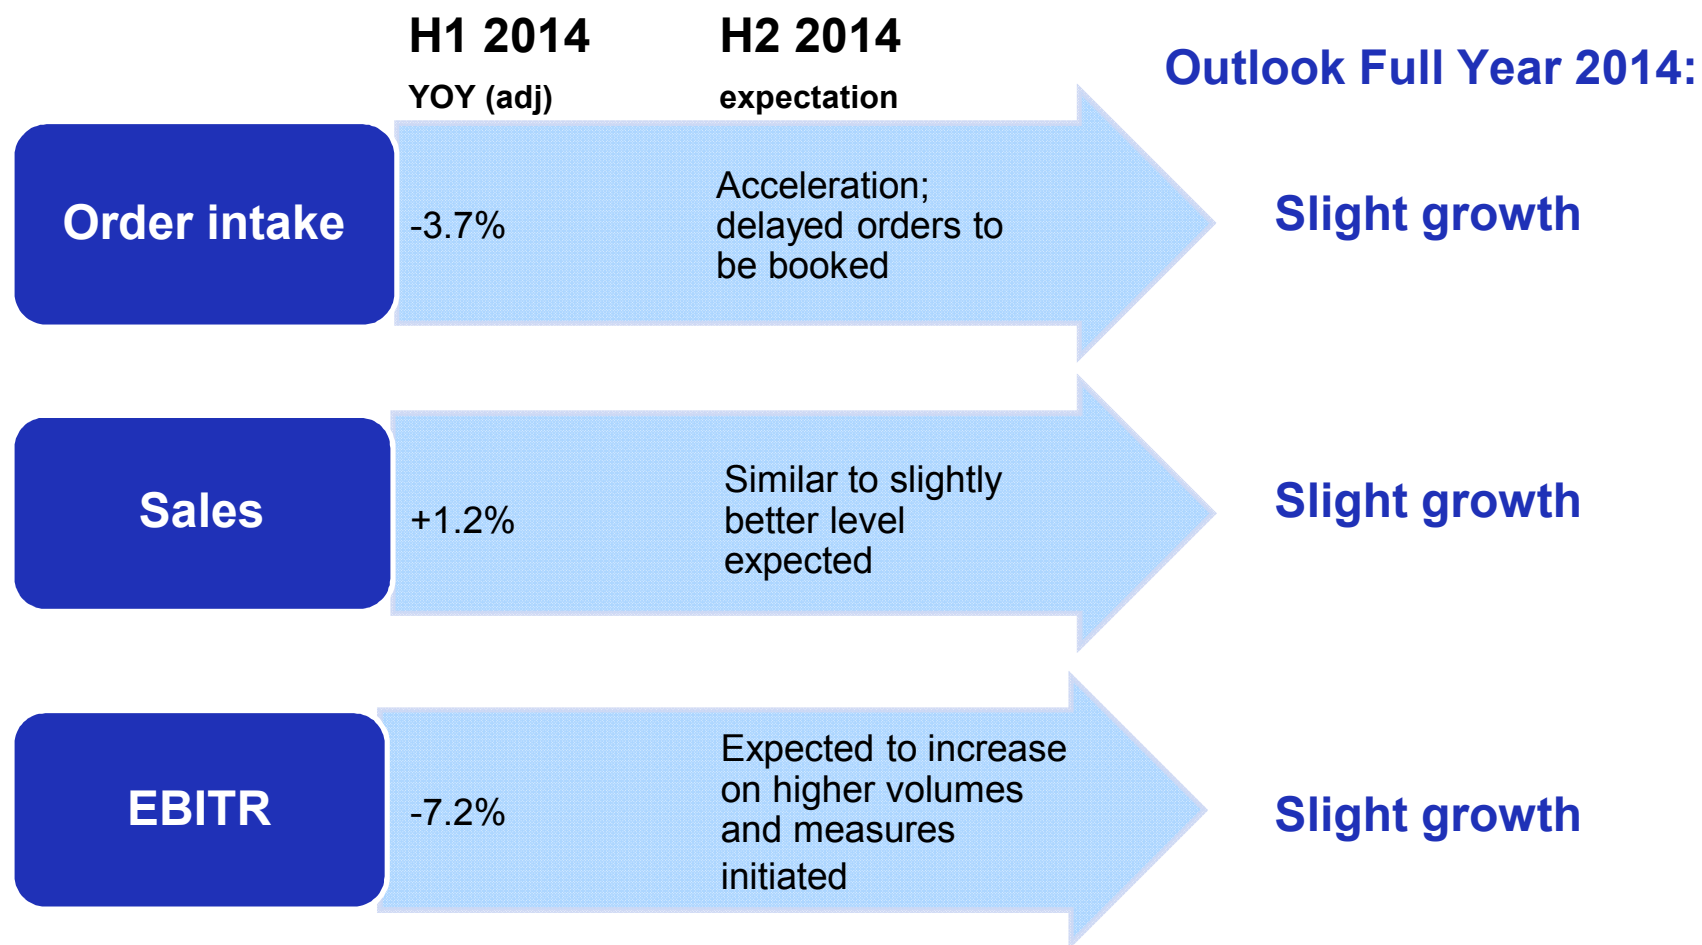 H1 2014
H2 2014
YOY (adj)
expectation
Outlook Full Year 2014:
Order intake
-3.7%
Acceleration;
delayed orders to
be booked
Slight growth
Sales
+1.2%
Similar to slightly
better level
expected
Slight growth
EBITR
-7.2%
Expected to increase
on higher volumes
and measures
initiated
Slight growth